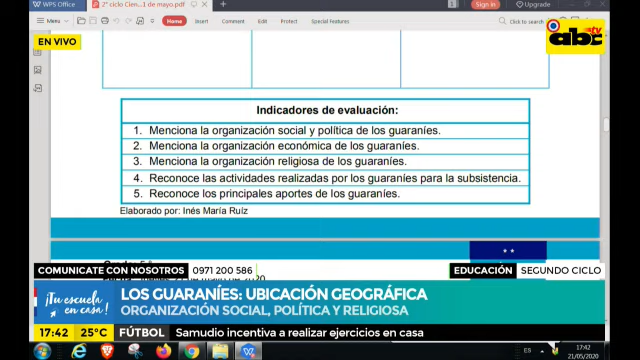 WPS Office
2° ciclo Cien... 1 de mayo.pdf
Sign in
Upgrade
Menu
Protect
Special Features
Click to search
EN VIVO
abc
tv
Indicadores de evaluación:
1. Menciona la organización social y política de los guaraníes.
2. Menciona la organización económica de los guaraníes.
3. Menciona la organización religiosa de los guaraníes.
4. Reconoce las actividades realizadas por los guaraníes para la subsistencia.
5. Reconoce los principales aportes de los guaraníes.
Elaborado por: Inés María Ruíz
COMUNICATE CON NOSOTROS 0971 200 586
EDUCACIÓN SEGUNDO CICLO
¡Tu escuela en casa!
LOS GUARANÍES: UBICACIÓN GEOGRÁFICA
ORGANIZACIÓN SOCIAL, POLÍTICA Y RELIGIOSA
17:42 25°C FÚTBOL Samudio incentiva a realizar ejercicios en casa
ES
17:42
21/05/2020